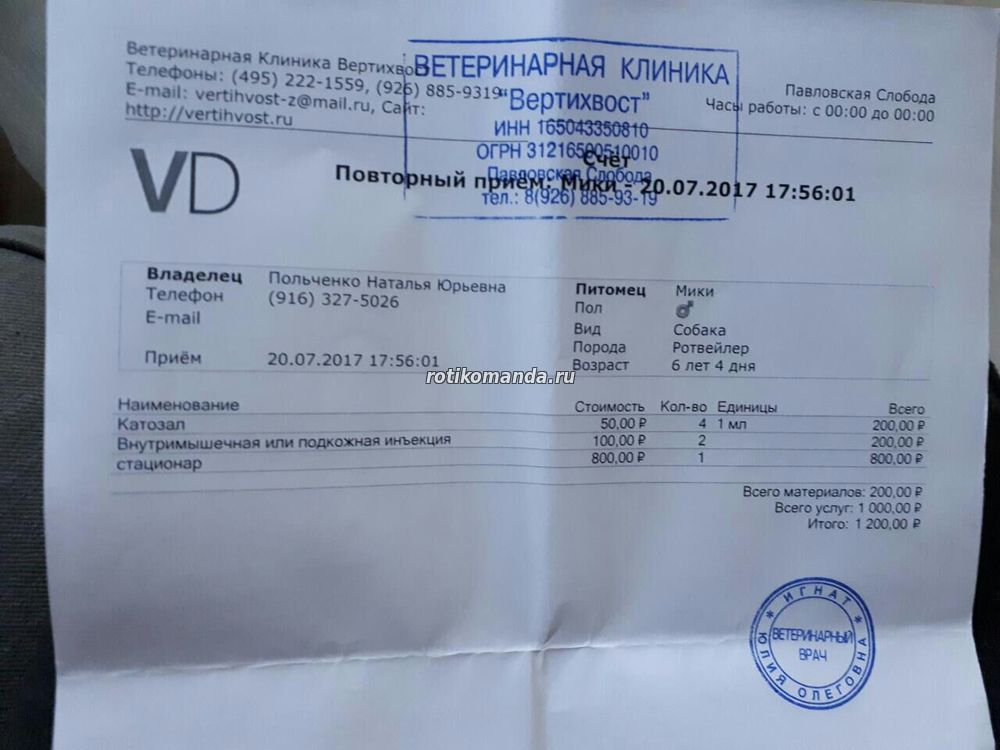 Ветеринарная Клиника Вертихвост
Телефоны: (495) 222-1559, (926) 885-9319
E-mail: vertihvost-z@mail.ru, Сайт:
http://vertihvost.ru
ВЕТЕРИНАРНАЯ КЛИНИКА
"Вертихвост"
ИНН 165043350810
ОГРН 31216590510010
Павловская Слобода
тел.: 8(926) 885-93-19
Павловская Слобода
Часы работы: с 00:00 до 00:00
VD
Счет
Повторный приём: Мики - 20.07.2017 17:56:01
Владелец Польченко Наталья Юрьевна
Телефон (916) 327-5026
E-mail
Приём 20.07.2017 17:56:01
Питомец Мики
Пол ♂
Вид Собака
Порода Ротвейлер
Возраст 6 лет 4 дня
rotikomanda.ru
Наименование Стоимость Кол-во Единицы Всего
Катозал 50,00 ₽ 4 1 мл 200,00 ₽
Внутримышечная или подкожная инъекция 100,00 ₽ 2 200,00 ₽
стационар 800,00 ₽ 1 800,00 ₽
Всего материалов: 200,00 ₽
Всего услуг: 1 000,00 ₽
Итого: 1 200,00 ₽
* ИГНАТ *
ЮЛИЯ ОЛЕГОВНА
ВЕТЕРИНАРНЫЙ
ВРАЧ